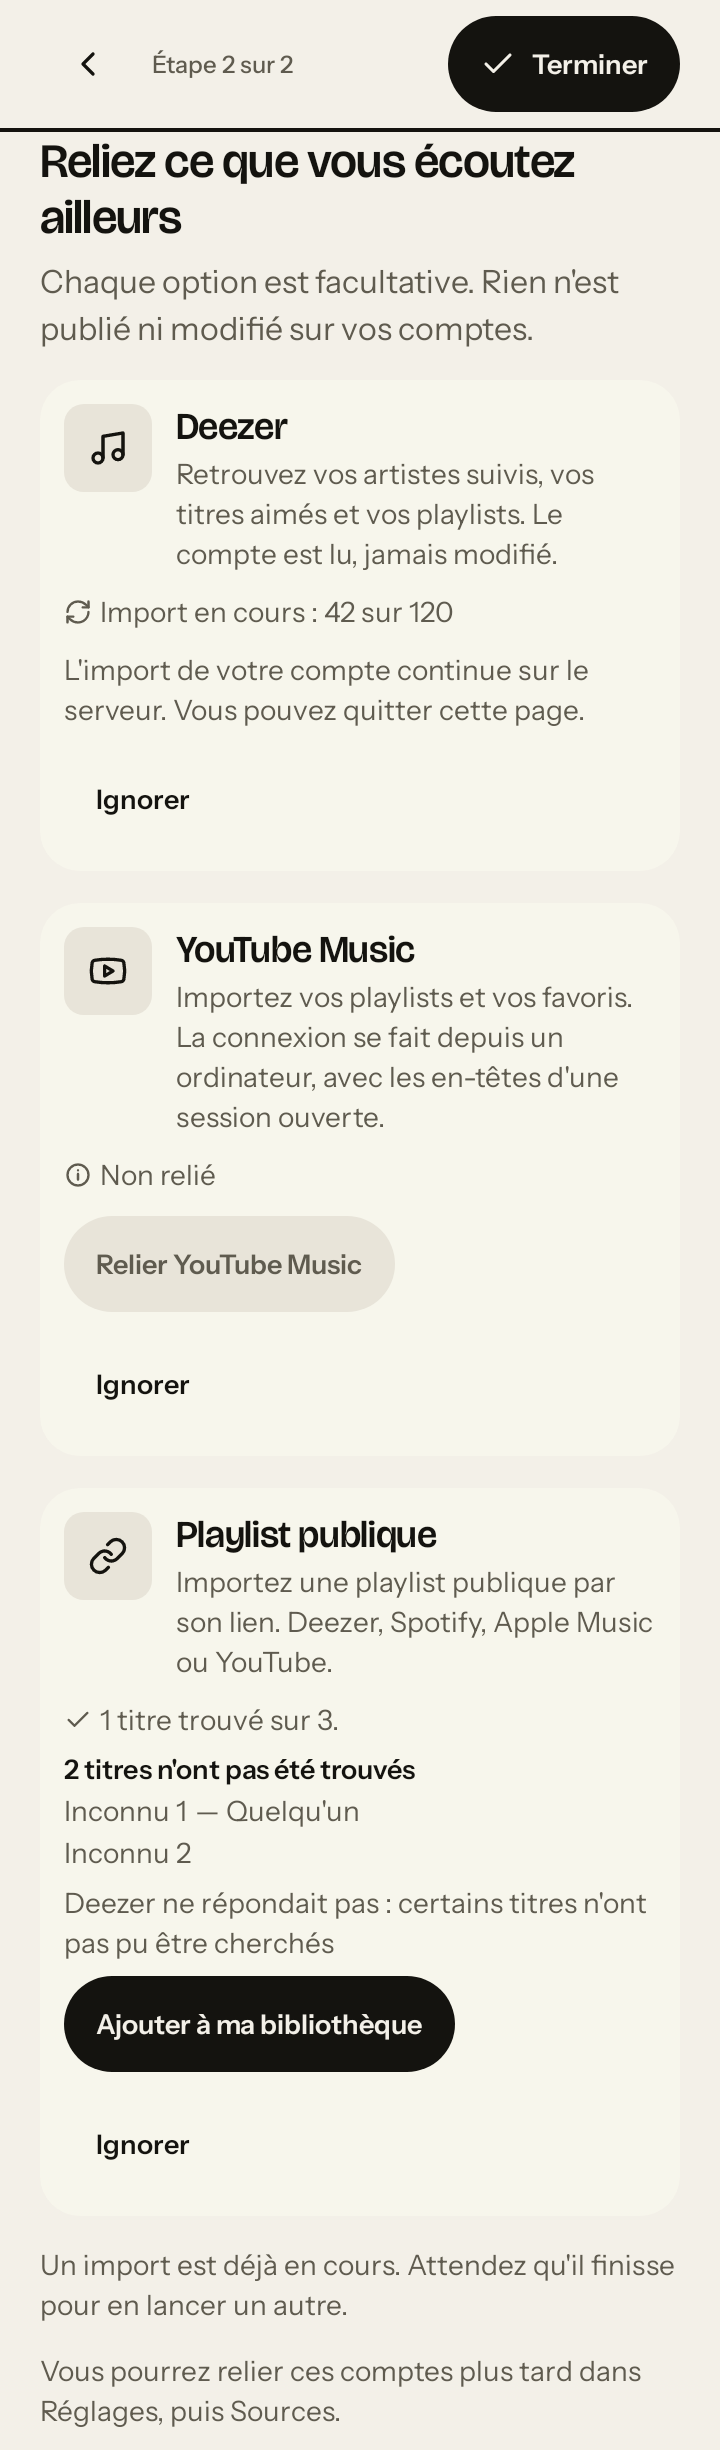 Étape 2 sur 2
Terminer
Reliez ce que vous écoutez
ailleurs
Chaque option est facultative. Rien n'est
publié ni modifié sur vos comptes.
Deezer
Retrouvez vos artistes suivis, vos
titres aimés et vos playlists. Le
compte est lu, jamais modifié.
Import en cours : 42 sur 120
L'import de votre compte continue sur le
serveur. Vous pouvez quitter cette page.
Ignorer
YouTube Music
Importez vos playlists et vos favoris.
La connexion se fait depuis un
ordinateur, avec les en-têtes d'une
session ouverte.
Non relié
Relier YouTube Music
Ignorer
Playlist publique
Importez une playlist publique par
son lien. Deezer, Spotify, Apple Music
ou YouTube.
1 titre trouvé sur 3.
2 titres n'ont pas été trouvés
Inconnu 1 — Quelqu'un
Inconnu 2
Deezer ne répondait pas : certains titres n'ont
pas pu être cherchés
Ajouter à ma bibliothèque
Ignorer
Un import est déjà en cours. Attendez qu'il finisse
pour en lancer un autre.
Vous pourrez relier ces comptes plus tard dans
Réglages, puis Sources.